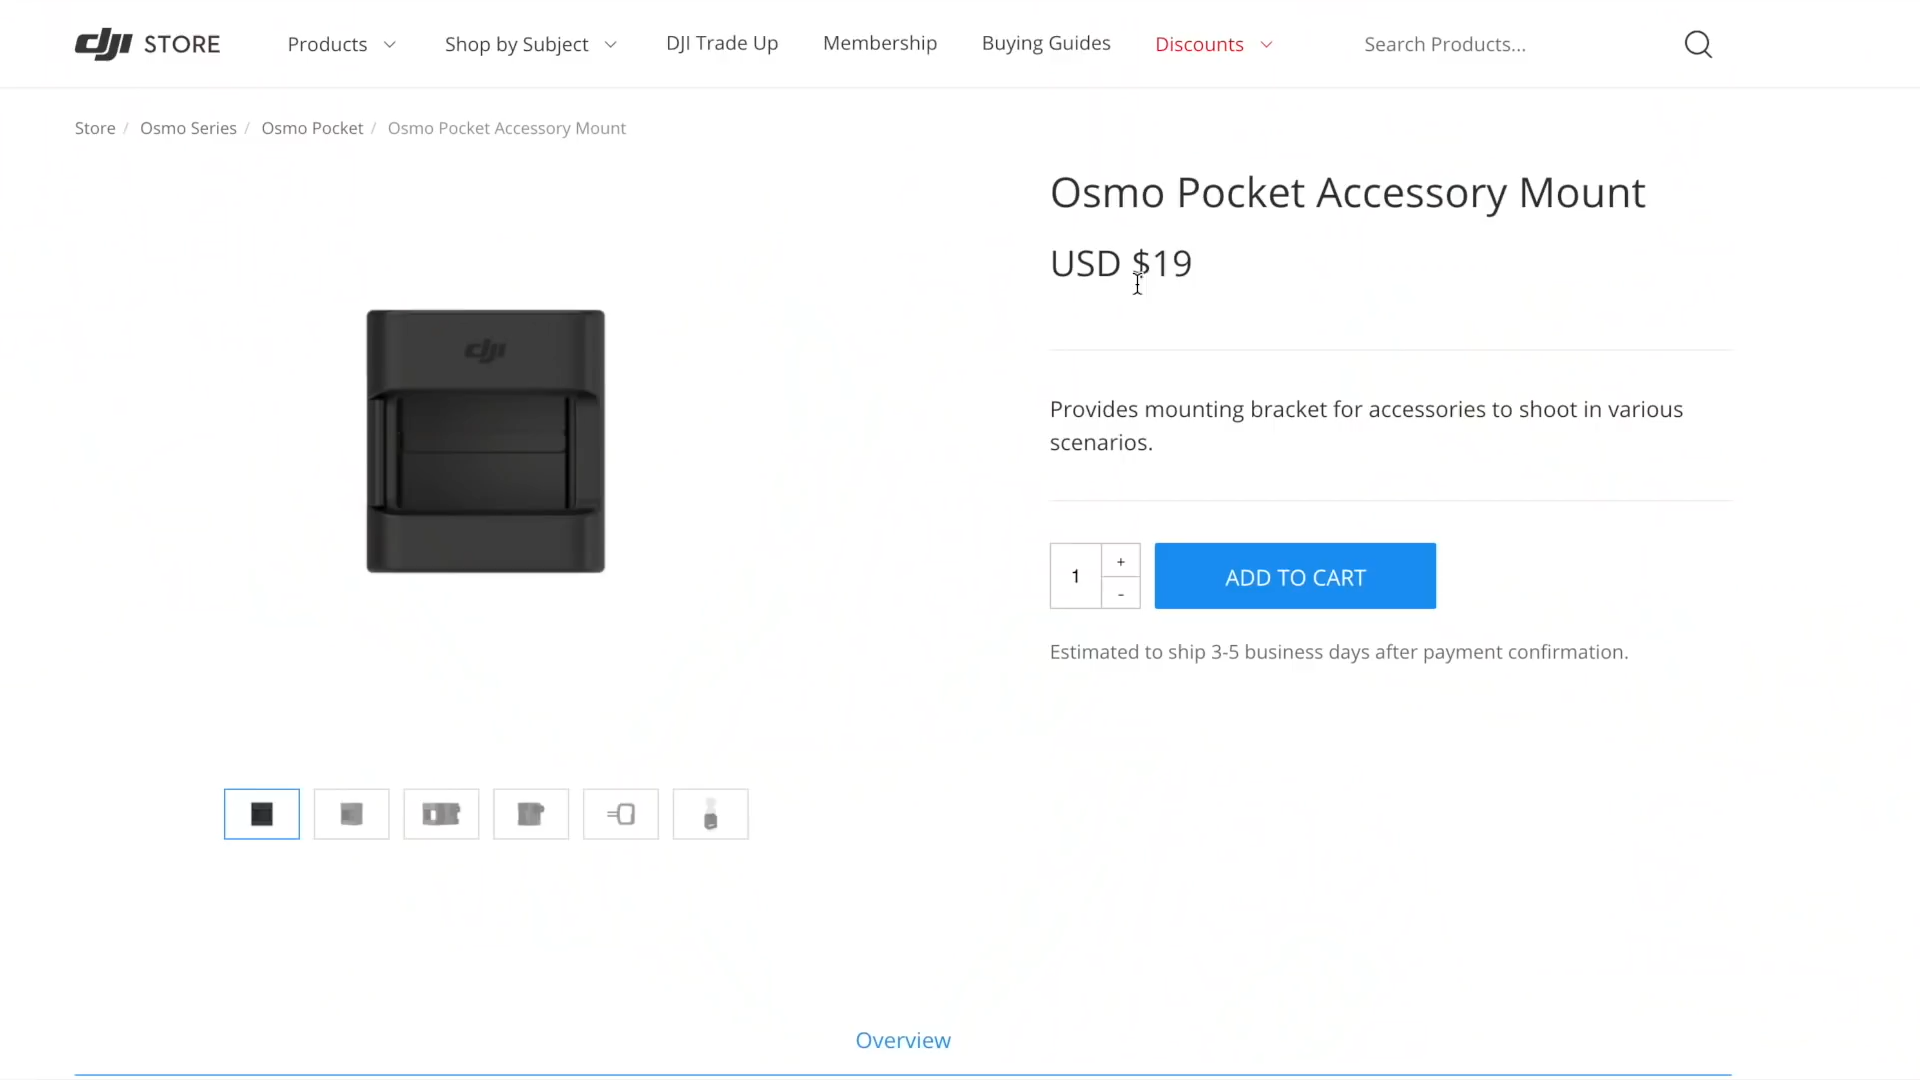 dji STORE
Products
Shop by Subject
DJI Trade Up
Membership
Buying Guides
Discounts
Search Products...
Store / Osmo Series / Osmo Pocket / Osmo Pocket Accessory Mount
Osmo Pocket Accessory Mount
USD $19
dji
Provides mounting bracket for accessories to shoot in various
scenarios.
1
+
-
ADD TO CART
Estimated to ship 3-5 business days after payment confirmation.
Overview